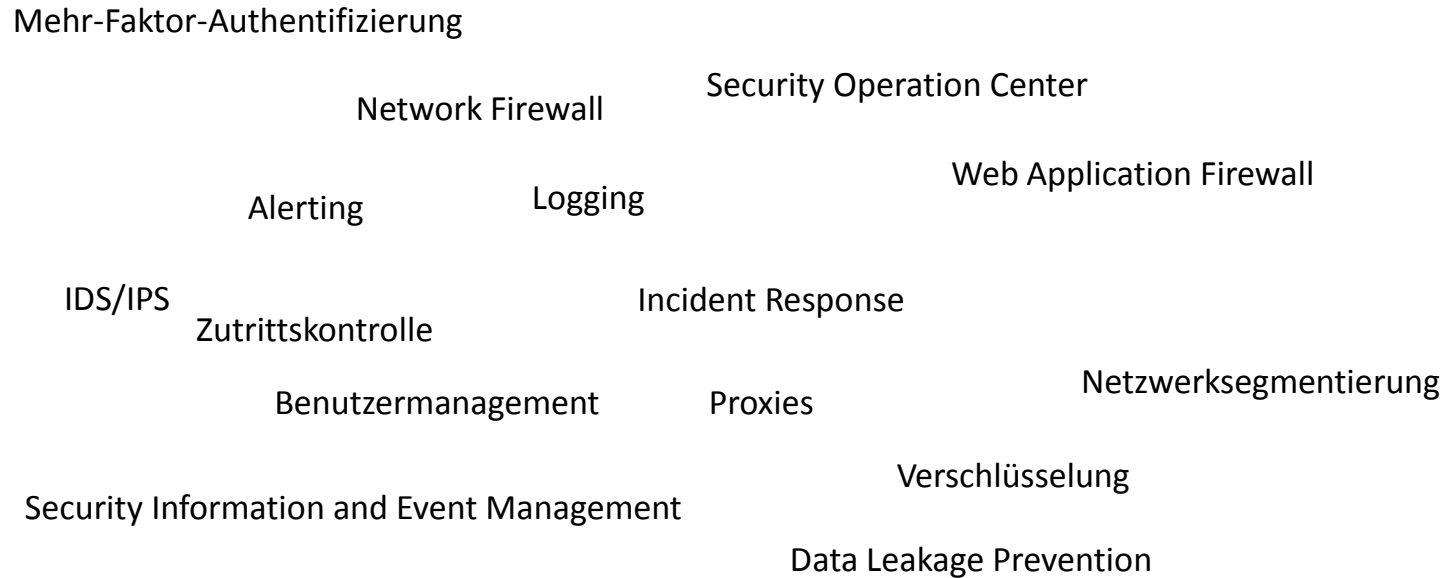 Mehr-Faktor-Authentifizierung
Security Operation Center
Network Firewall
Web Application Firewall
Logging
Alerting
IDS/IPS
Incident Response
Zutrittskontrolle
Netzwerksegmentierung
Benutzermanagement
Proxies
Verschlüsselung
Security Information and Event Management
Data Leakage Prevention